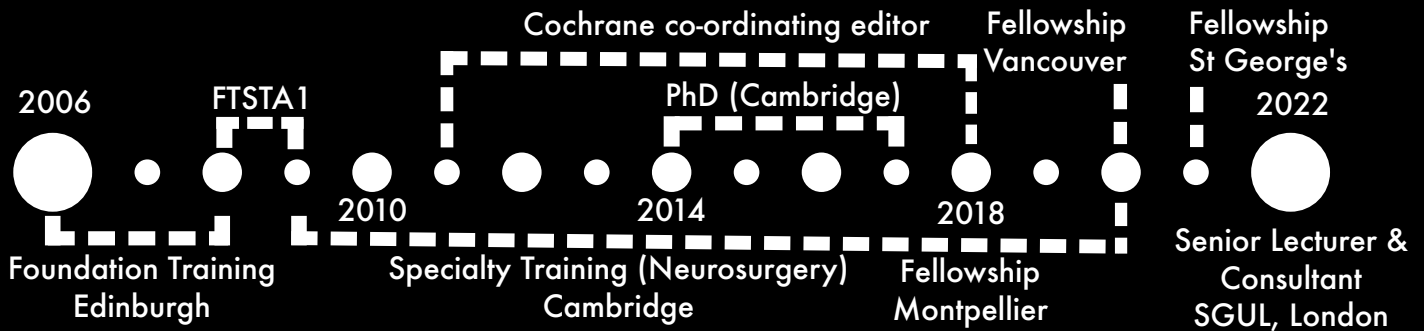 Cochrane co-ordinating editor
Fellowship
Vancouver
Fellowship
St George's
2006
FTSTA1
PhD (Cambridge)
2022
2010
2014
2018
Foundation Training
Edinburgh
Specialty Training (Neurosurgery)
Cambridge
Fellowship
Montpellier
Senior Lecturer &
Consultant
SGUL, London